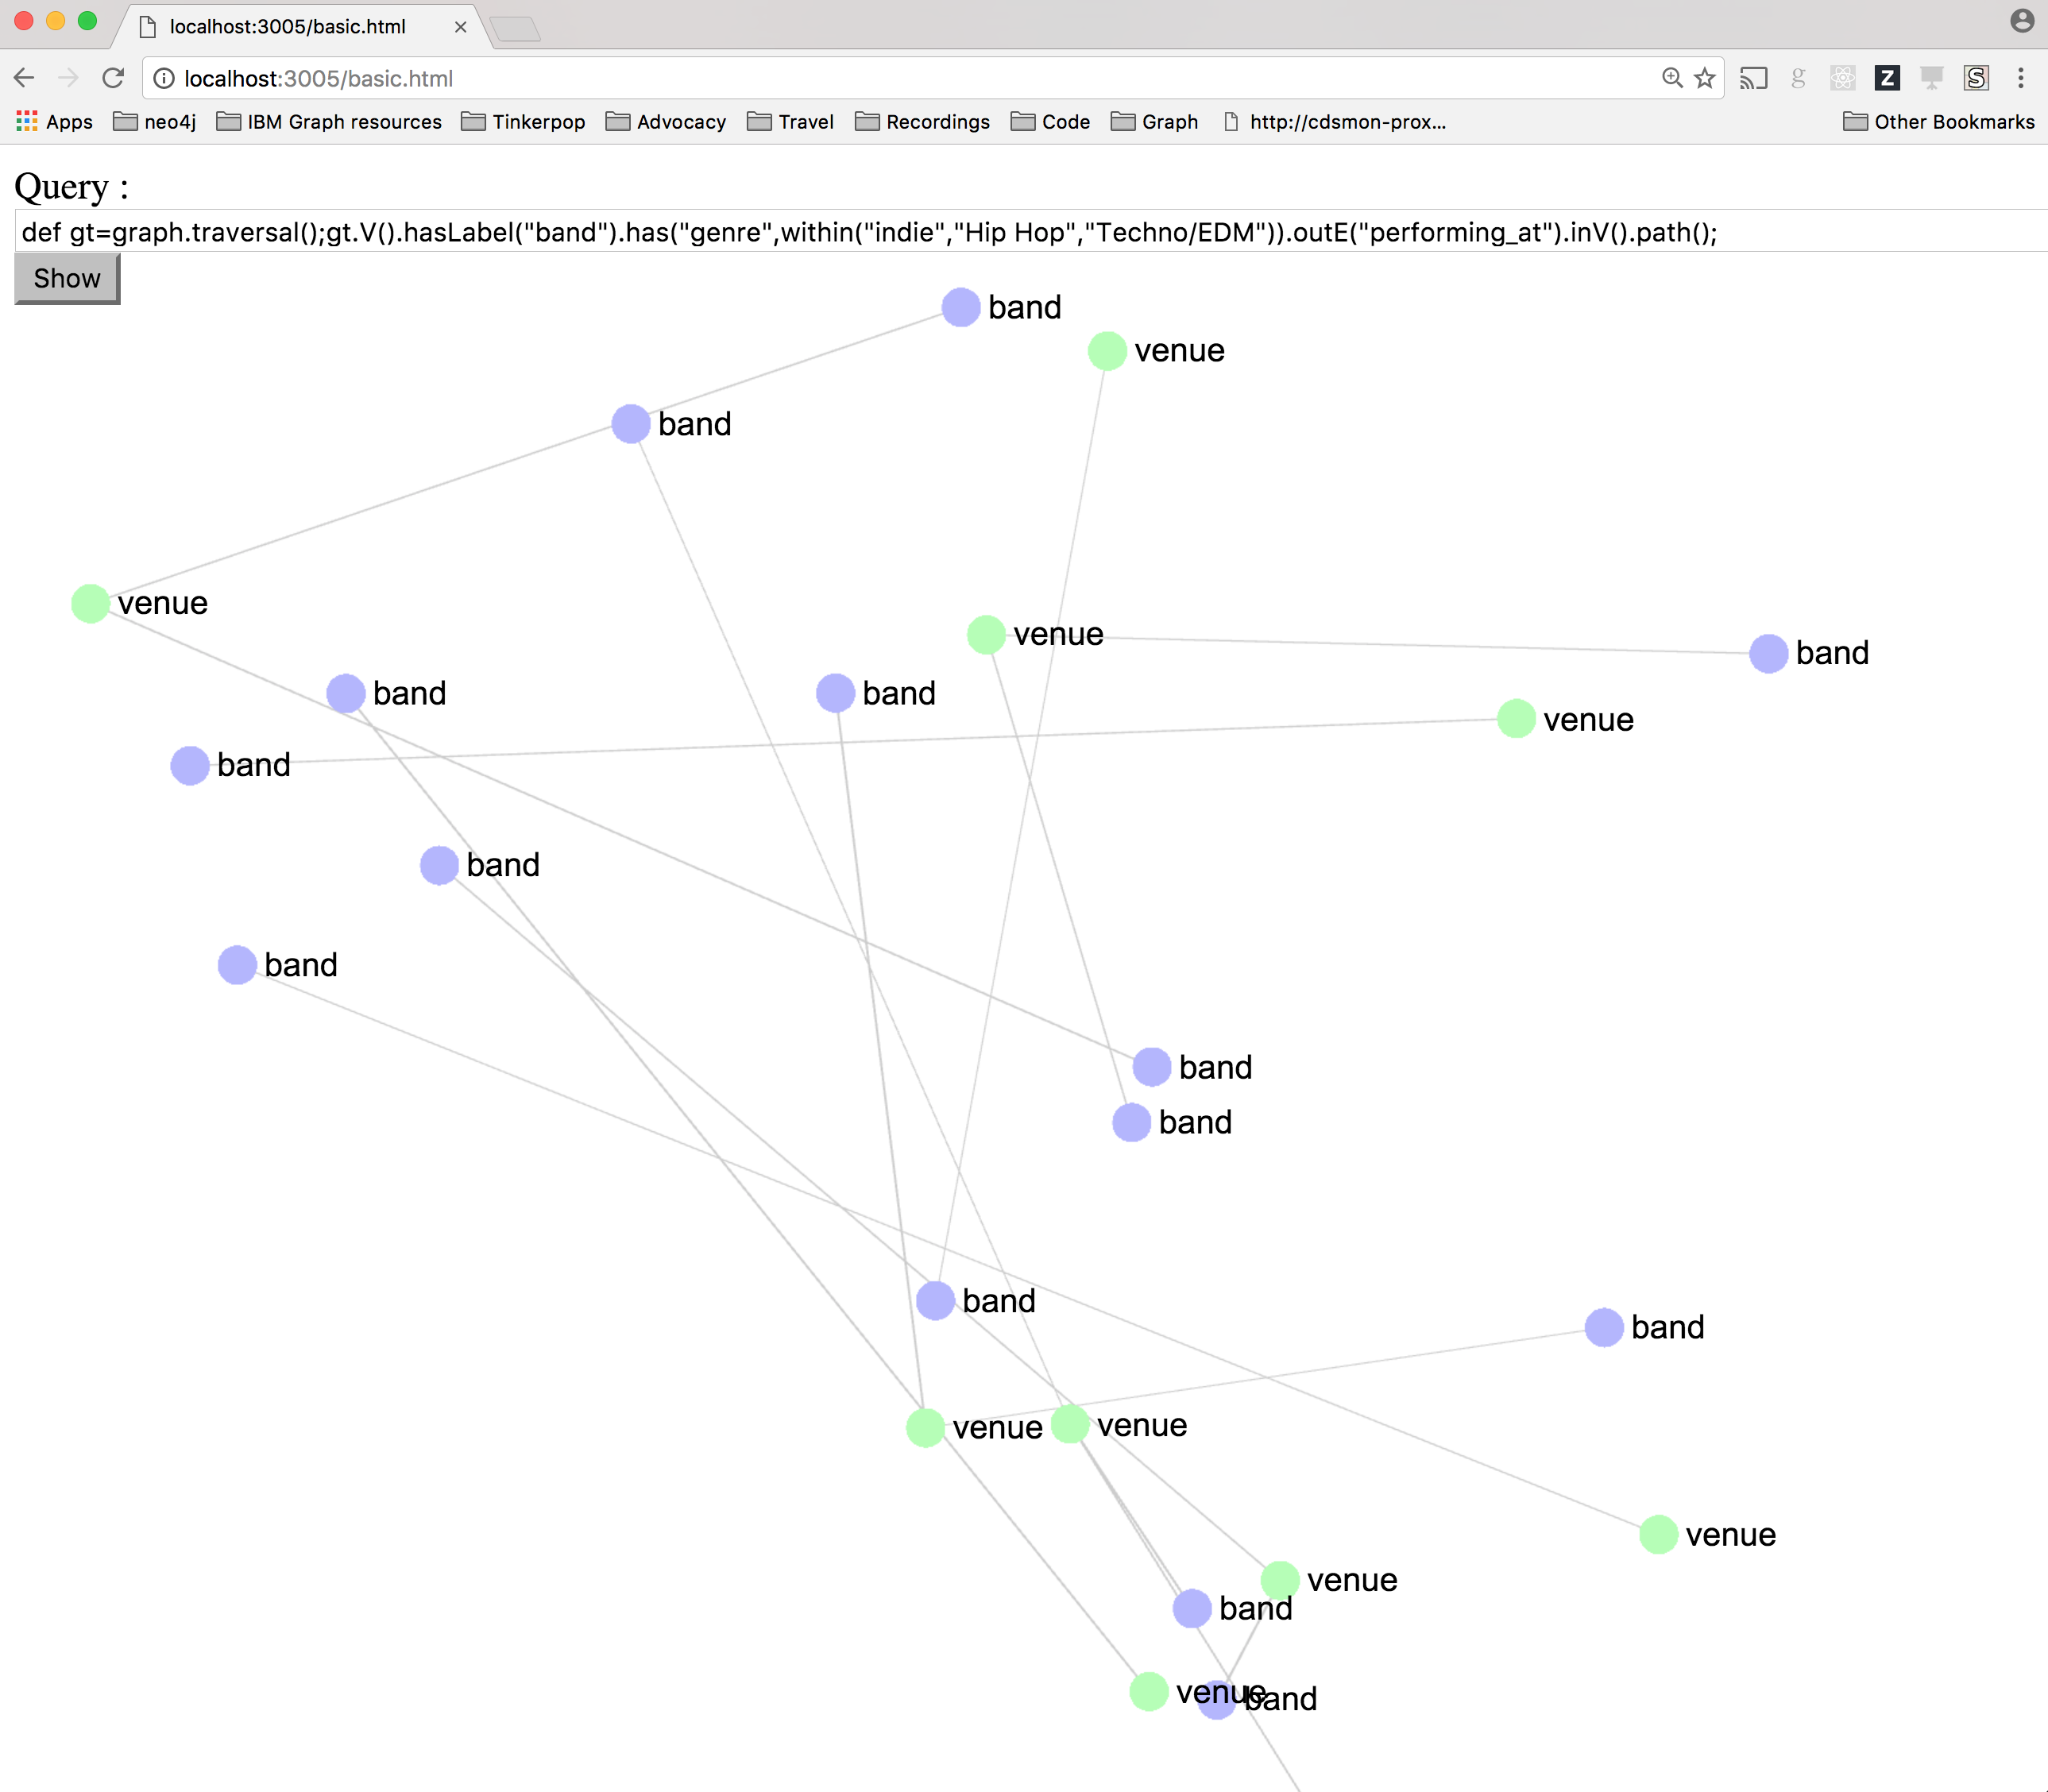 localhost:3005/basic.html
localhost:3005/basic.html
Apps neo4j IBM Graph resources Tinkerpop Advocacy Travel Recordings Code Graph http://cdsmon-prox... Other Bookmarks
Query :
def gt=graph.traversal();gt.V().hasLabel("band").has("genre",within("indie","Hip Hop","Techno/EDM")).outE("performing_at").inV().path();
Show
band
venue
band
venue
venue
band
band
band
venue
band
band
band
band
band
band
band
venue
venue
venue
venue
band
venue
band